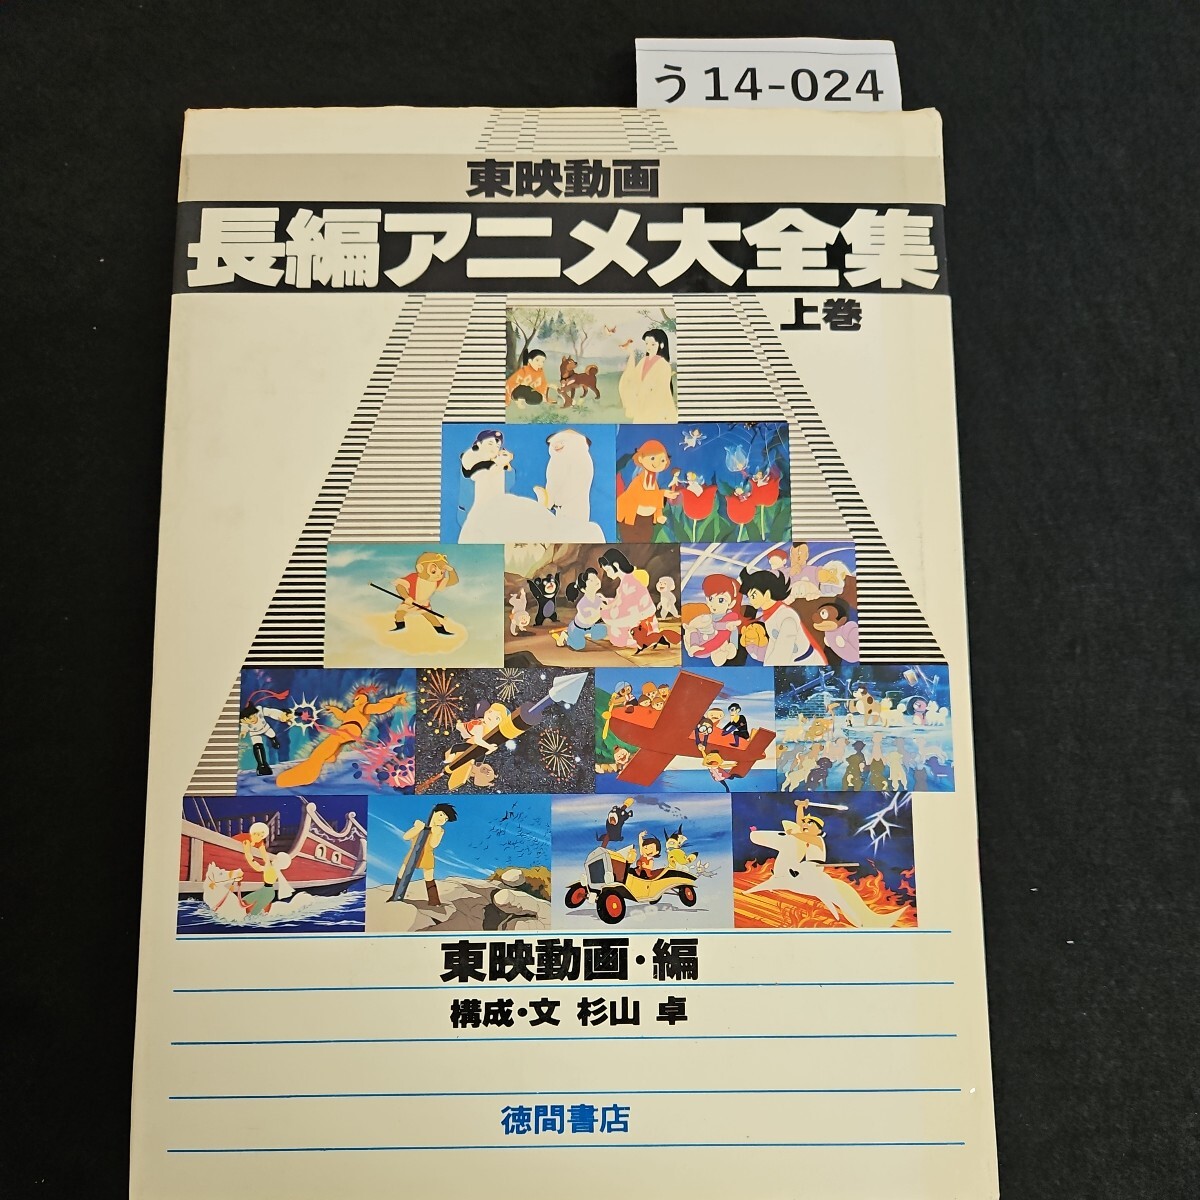 う14-024
東映動画
長編アニメ大全集
上巻
東映動画・編
構成・文 杉山 卓
徳間書店